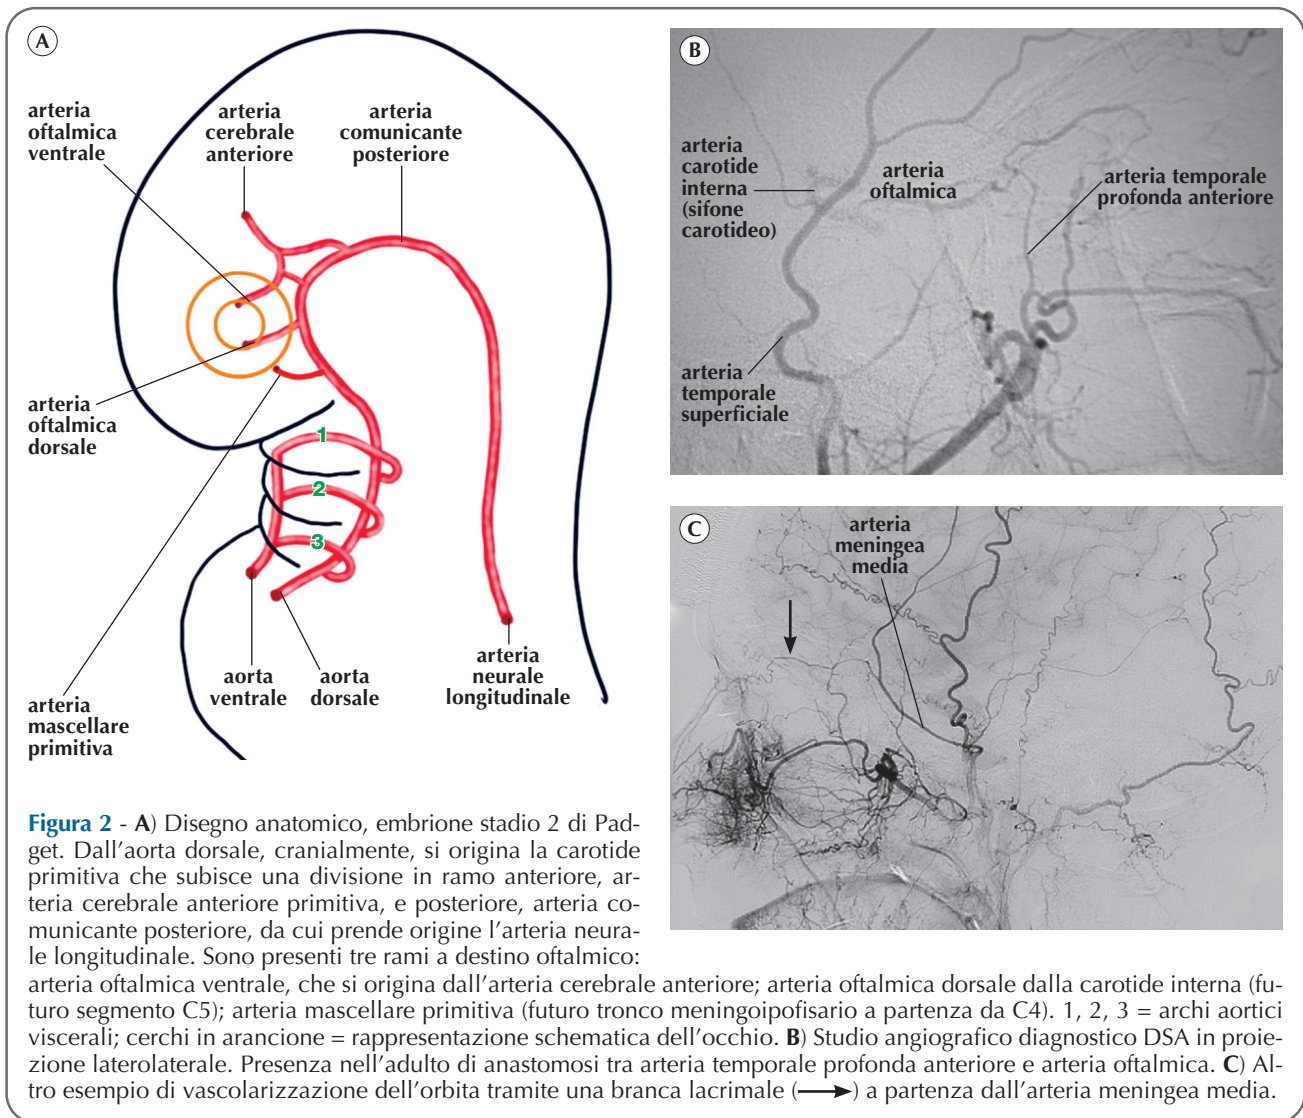 A
arteria
oftalmica
ventrale
arteria
cerebrale
anteriore
arteria
comunicante
posteriore
arteria
oftalmica
dorsale
1
2
3
aorta
ventrale
aorta
dorsale
arteria
neurale
longitudinale
arteria
mascellare
primitiva
B
arteria
carotide
interna
(sifone
carotideo)
arteria
oftalmica
arteria temporale
profonda anteriore
arteria
temporale
superficiale
C
arteria
meningea
media
Figura 2 - A) Disegno anatomico, embrione stadio 2 di Pad-
get. Dall'aorta dorsale, cranialmente, si origina la carotide
primitiva che subisce una divisione in ramo anteriore, ar-
teria cerebrale anteriore primitiva, e posteriore, arteria co-
municante posteriore, da cui prende origine l'arteria neura-
le longitudinale. Sono presenti tre rami a destino oftalmico:
arteria oftalmica ventrale, che si origina dall'arteria cerebrale anteriore; arteria oftalmica dorsale dalla carotide interna (fu-
turo segmento C5); arteria mascellare primitiva (futuro tronco meningoipofisario a partenza da C4). 1, 2, 3 = archi aortici
viscerali; cerchi in arancione = rappresentazione schematica dell'occhio. B) Studio angiografico diagnostico DSA in proie-
zione laterolaterale. Presenza nell'adulto di anastomosi tra arteria temporale profonda anteriore e arteria oftalmica. C) Al-
tro esempio di vascolarizzazione dell'orbita tramite una branca lacrimale (⟶) a partenza dall'arteria meningea media.